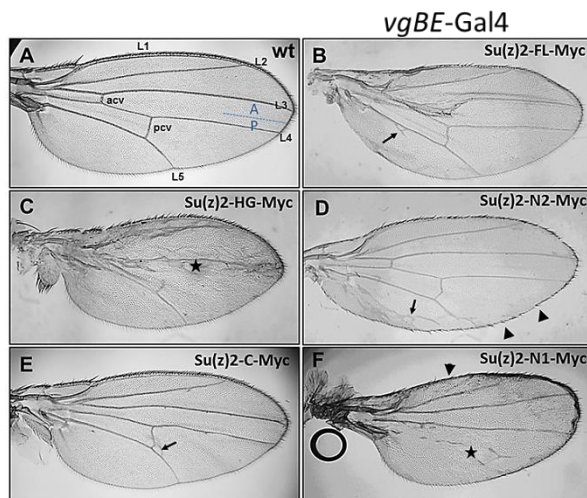 vgBE-Gal4
A
wt
L1
L2
acv
L3
A
pcv
P
L4
L5
B
Su(z)2-FL-Myc
C
Su(z)2-HG-Myc
D
Su(z)2-N2-Myc
E
Su(z)2-C-Myc
F
Su(z)2-N1-Myc